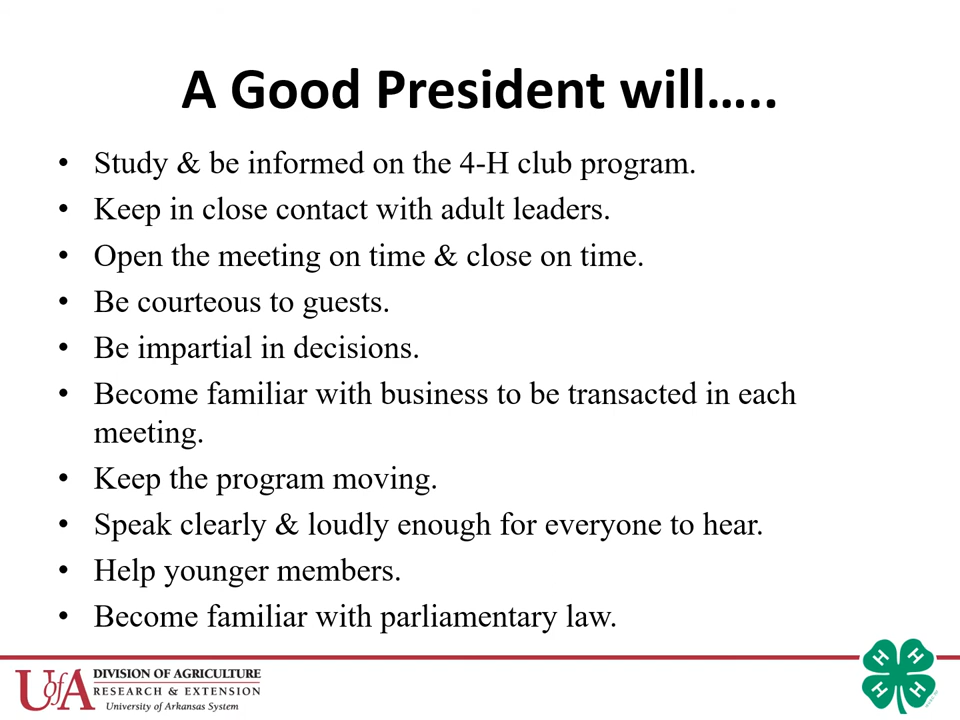 A Good President will…..
• Study & be informed on the 4-H club program.
• Keep in close contact with adult leaders.
• Open the meeting on time & close on time.
• Be courteous to guests.
• Be impartial in decisions.
• Become familiar with business to be transacted in each
meeting.
• Keep the program moving.
• Speak clearly & loudly enough for everyone to hear.
• Help younger members.
• Become familiar with parliamentary law.
UofA DIVISION OF AGRICULTURE
RESEARCH & EXTENSION
University of Arkansas System
H H
H H